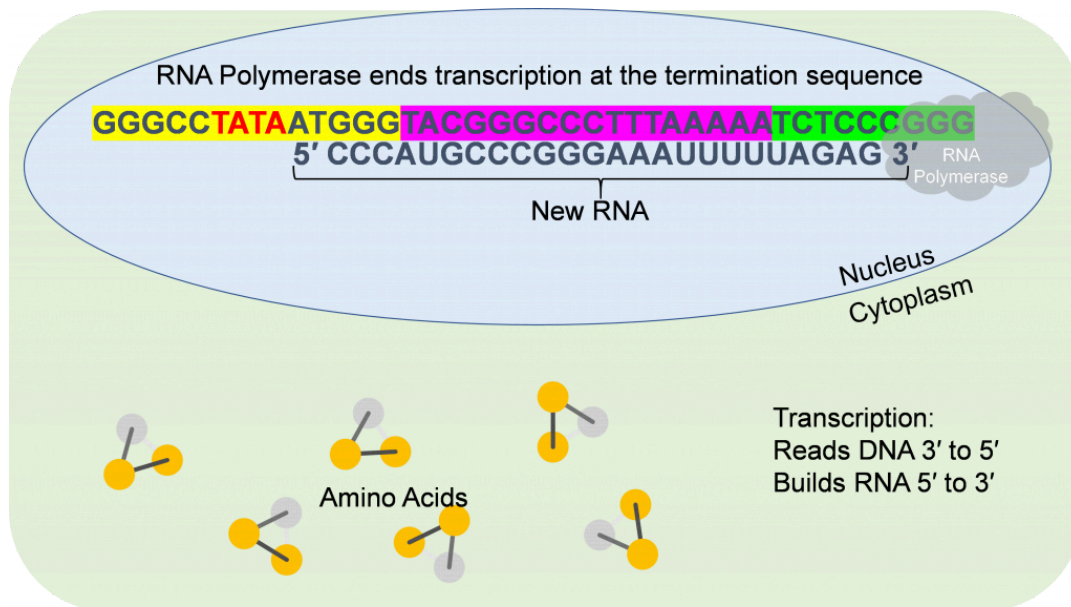 RNA Polymerase ends transcription at the termination sequence
GGGCCTATAATGGGTACGGGCCCTTTAAAAATCTCCCGGG
5′ CCCAUGCCCGGGAAAUUUUUAGAG 3′
RNA
Polymerase
New RNA
Nucleus
Cytoplasm
Transcription:
Reads DNA 3′ to 5′
Builds RNA 5′ to 3′
Amino Acids